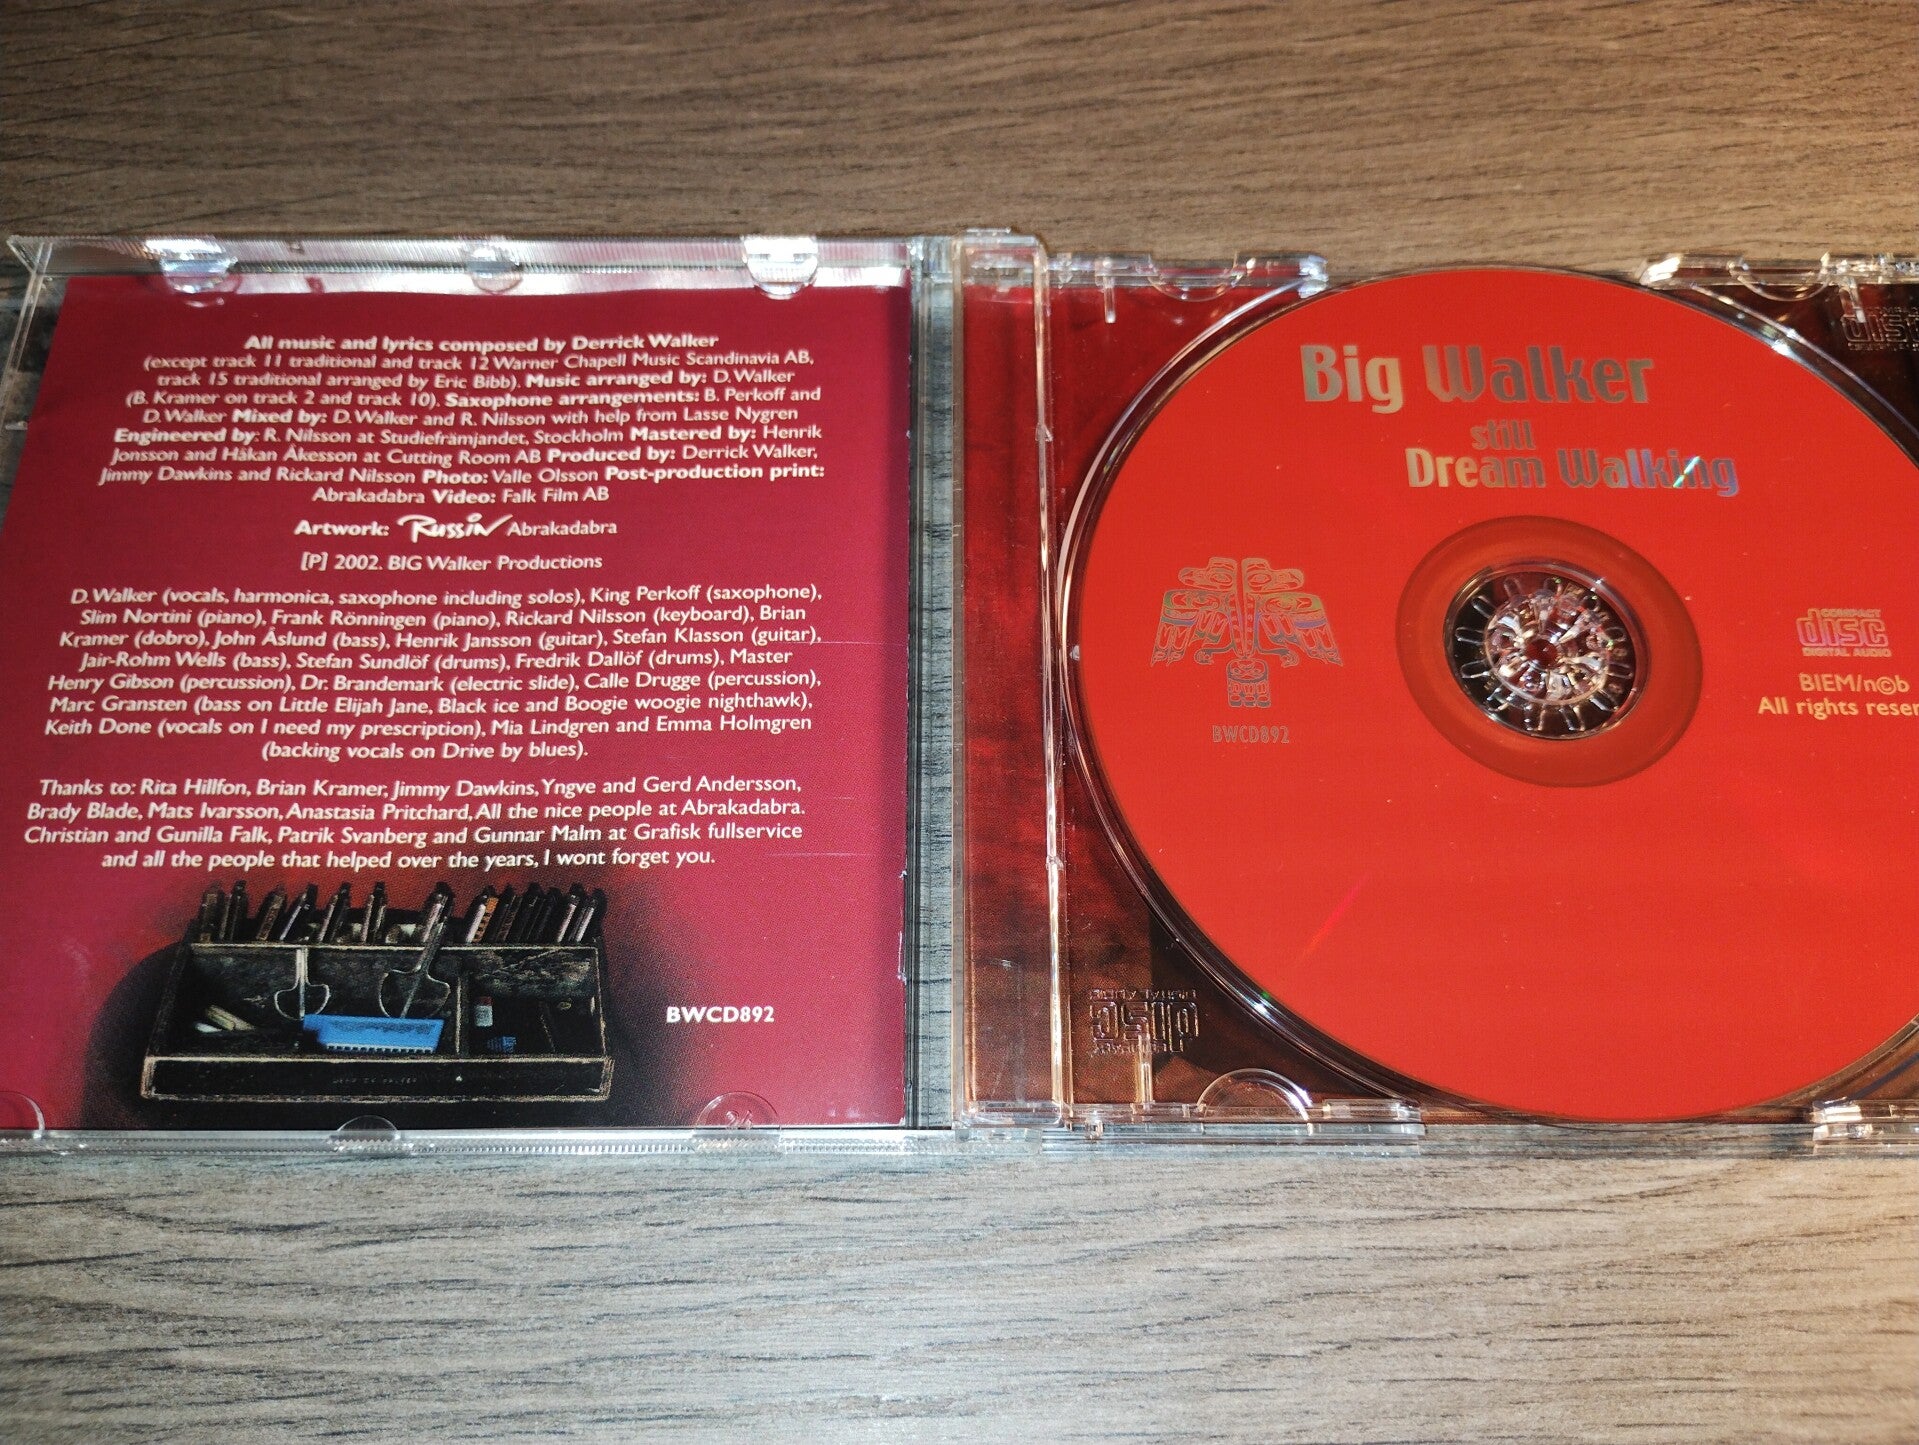 All music and lyrics composed by Derrick Walker
(except track 11 traditional and track 12 Warner Chapell Music Scandinavia AB,
track 15 traditional arranged by Eric Bibb). Music arranged by: D. Walker
(B. Kramer on track 2 and track 10). Saxophone arrangements: B. Perkoff and
D. Walker Mixed by: D. Walker and R. Nilsson with help from Lasse Nygren
Engineered by: R. Nilsson at Studiefrämjandet, Stockholm Mastered by: Henrik
Jonsson and Håkan Åkesson at Cutting Room AB Produced by: Derrick Walker,
Jimmy Dawkins and Rickard Nilsson Photo: Valle Olsson Post-production print:
Abrakadabra Video: Falk Film AB
Artwork: Russin Abrakadabra
[P] 2002. BIG Walker Productions
D. Walker (vocals, harmonica, saxophone including solos), King Perkoff (saxophone),
Slim Nortini (piano), Frank Rönningen (piano), Rickard Nilsson (keyboard), Brian
Kramer (dobro), John Åslund (bass), Henrik Jansson (guitar), Stefan Klasson (guitar),
Jair-Rohm Wells (bass), Stefan Sundlöf (drums), Fredrik Dallöf (drums), Master
Henry Gibson (percussion), Dr. Brandemark (electric slide), Calle Drugge (percussion),
Marc Gransten (bass on Little Elijah Jane, Black ice and Boogie woogie nighthawk),
Keith Done (vocals on I need my prescription), Mia Lindgren and Emma Holmgren
(backing vocals on Drive by blues).
Thanks to: Rita Hillfon, Brian Kramer, Jimmy Dawkins, Yngve and Gerd Andersson,
Brady Blade, Mats Ivarsson, Anastasia Pritchard, All the nice people at Abrakadabra.
Christian and Gunilla Falk, Patrik Svanberg and Gunnar Malm at Grafisk fullservice
and all the people that helped over the years, I wont forget you.
BWCD892
Big Walker
still
Dream Walking
BWCD892
COMPACT
disc
DIGITAL AUDIO
BIEM/n©b
All rights reser
disc